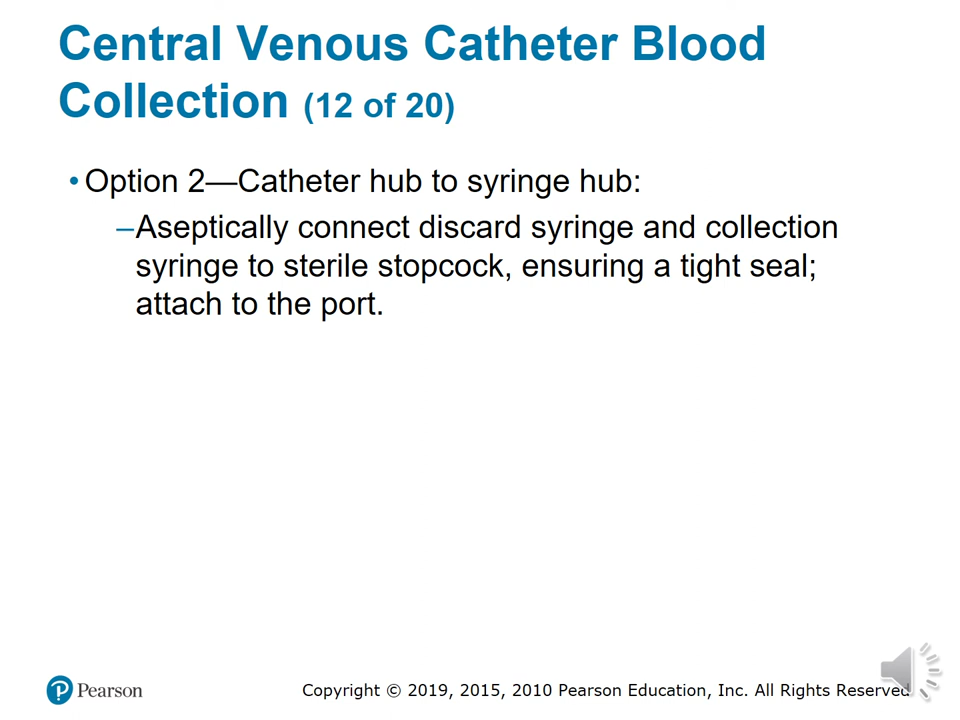 Central Venous Catheter Blood
Collection (12 of 20)
• Option 2—Catheter hub to syringe hub:
–Aseptically connect discard syringe and collection
syringe to sterile stopcock, ensuring a tight seal;
attach to the port.
Pearson
Copyright © 2019, 2015, 2010 Pearson Education, Inc. All Rights Reserved